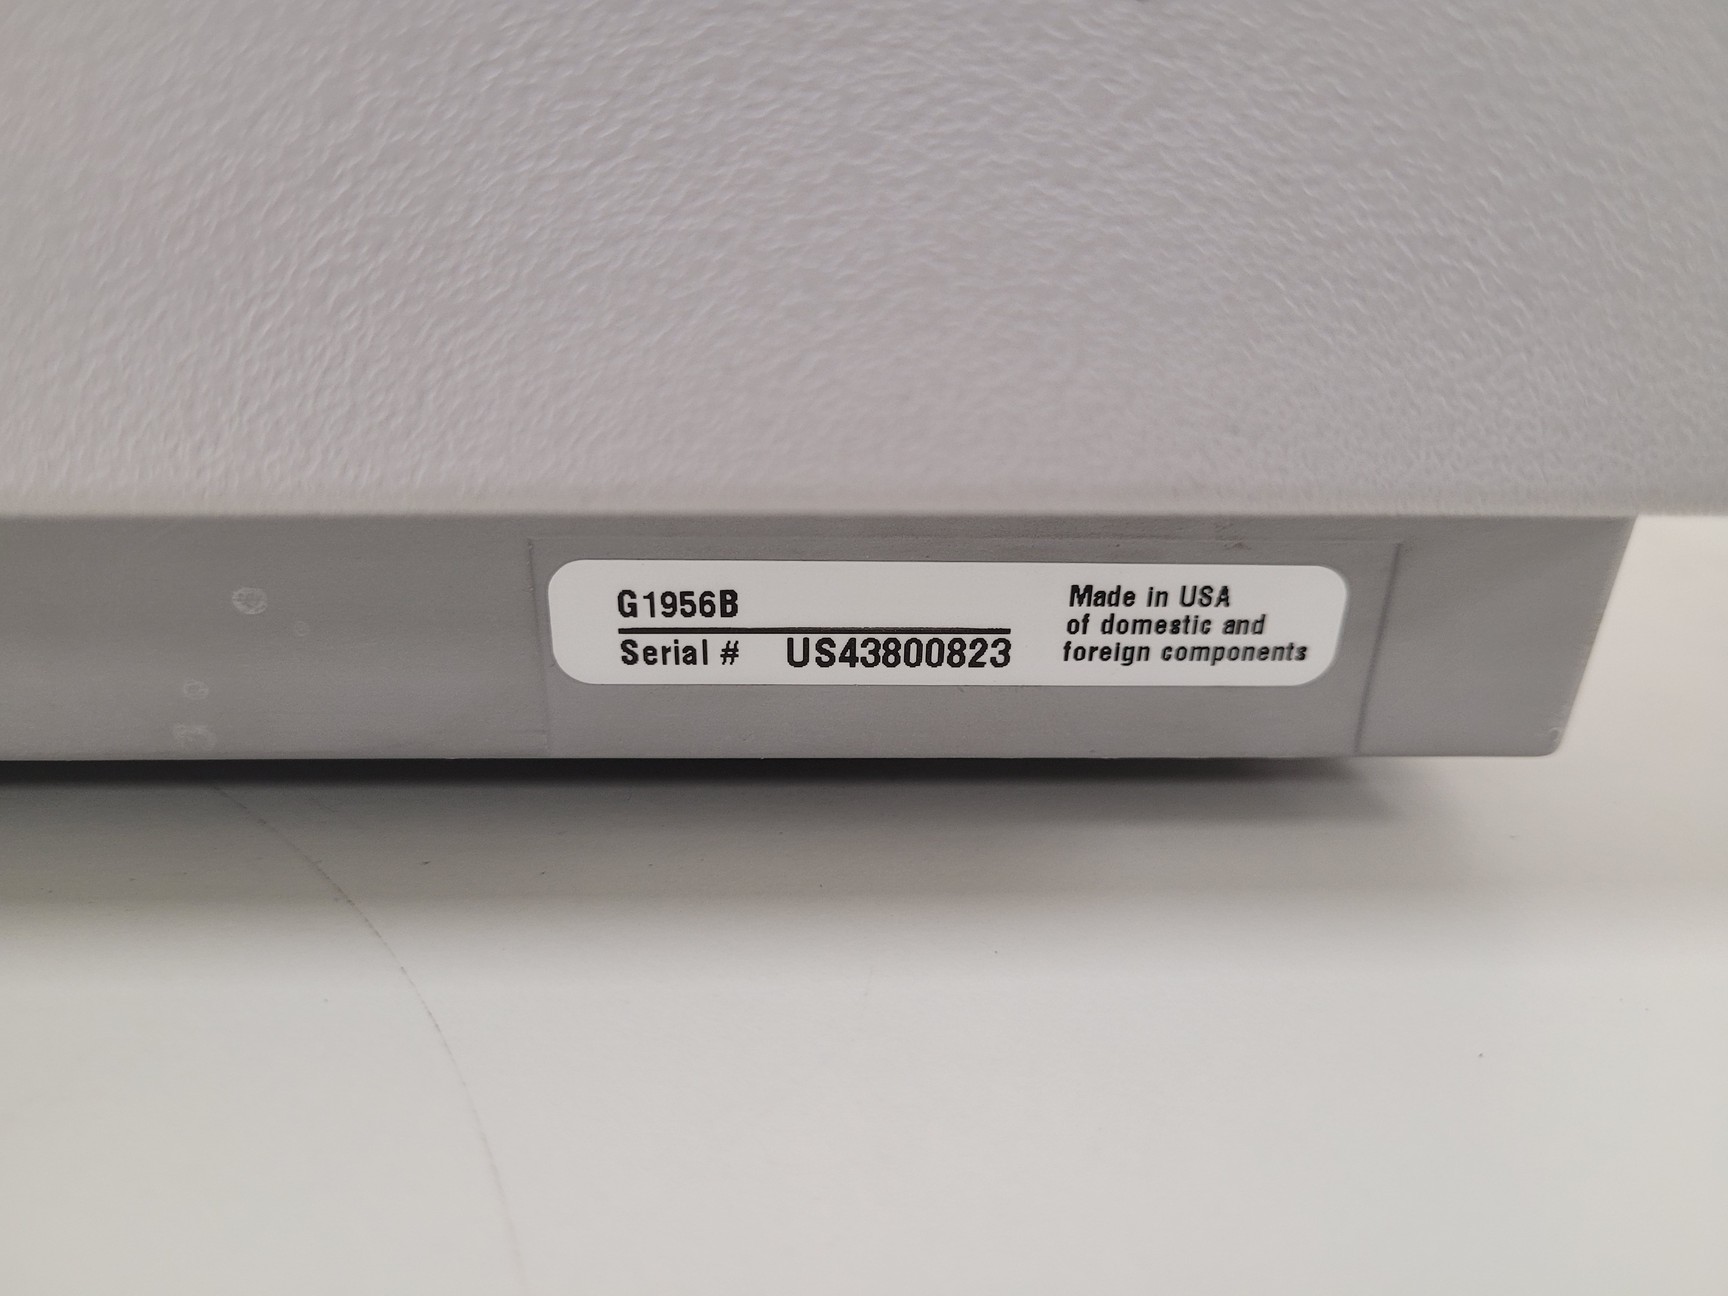 G1956B
Serial # US43800823
Made in USA
of domestic and
foreign components